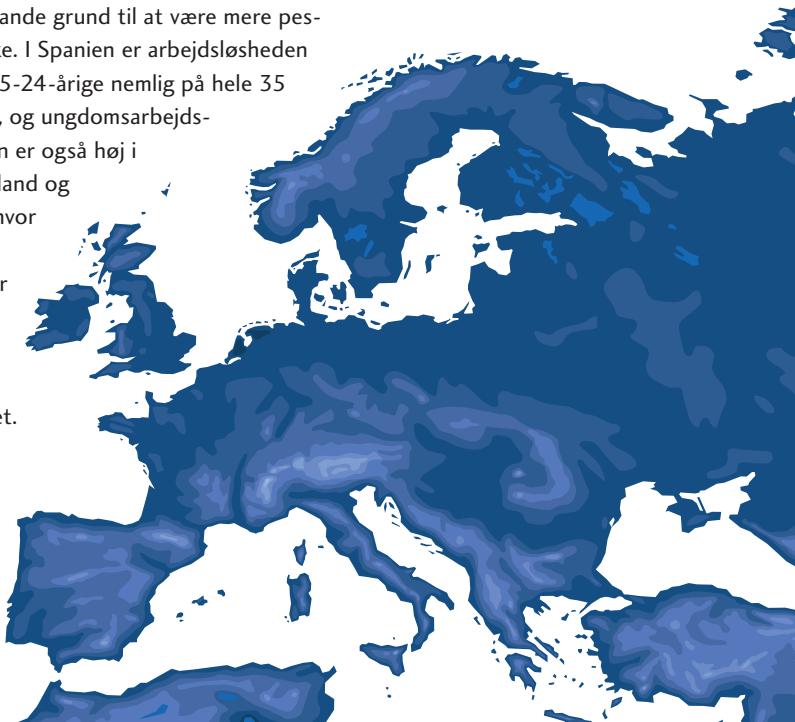 ande grund til at være mere pes-
ke. I Spanien er arbejdsløsheden
5-24-årige nemlig på hele 35
, og ungdomsarbejds-
n er også høj i
land og
hvor
r
et.